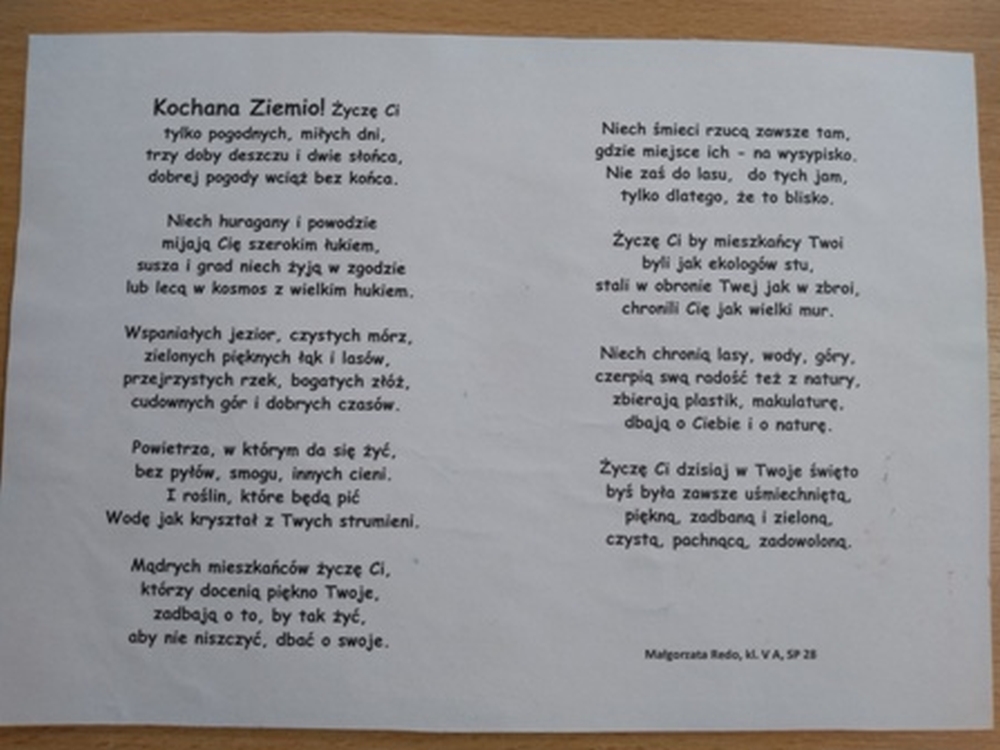 Kochana Ziemio! Życzę Ci
tylko pogodnych, miłych dni,
trzy doby deszczu i dwie słońca,
dobrej pogody wciąż bez końca.
Niech huragany i powodzie
mijają Cię szerokim łukiem,
susza i grad niech żyją w zgodzie
lub lecą w kosmos z wielkim hukiem.
Wspaniałych jezior, czystych mórz,
zielonych pięknych łąk i lasów,
przejrzystych rzek, bogatych złóż,
cudownych gór i dobrych czasów.
Powietrza, w którym da się żyć,
bez pyłów, smogu, innych cieni.
I roślin, które będą pić
Wodę jak kryształ z Twych strumieni.
Mądrych mieszkańców życzę Ci,
którzy docenią piękno Twoje,
zadbają o to, by tak żyć,
aby nie niszczyć, dbać o swoje.
Niech śmieci rzucą zawsze tam,
gdzie miejsce ich - na wysypisko.
Nie zaś do lasu, do tych jam,
tylko dlatego, że to blisko.
Życzę Ci by mieszkańcy Twoi
byli jak ekologów stu,
stali w obronie Twej jak w zbroi,
chronili Cię jak wielki mur.
Niech chronią lasy, wody, góry,
czerpią swą radość też z natury,
zbierają plastik, makulaturę,
dbają o Ciebie i o naturę.
Życzę Ci dzisiaj w Twoje święto
byś była zawsze uśmiechniętą,
piękną, zadbaną i zieloną,
czystą, pachnącą, zadowoloną.
Małgorzata Redo, kl. V A, SP 28